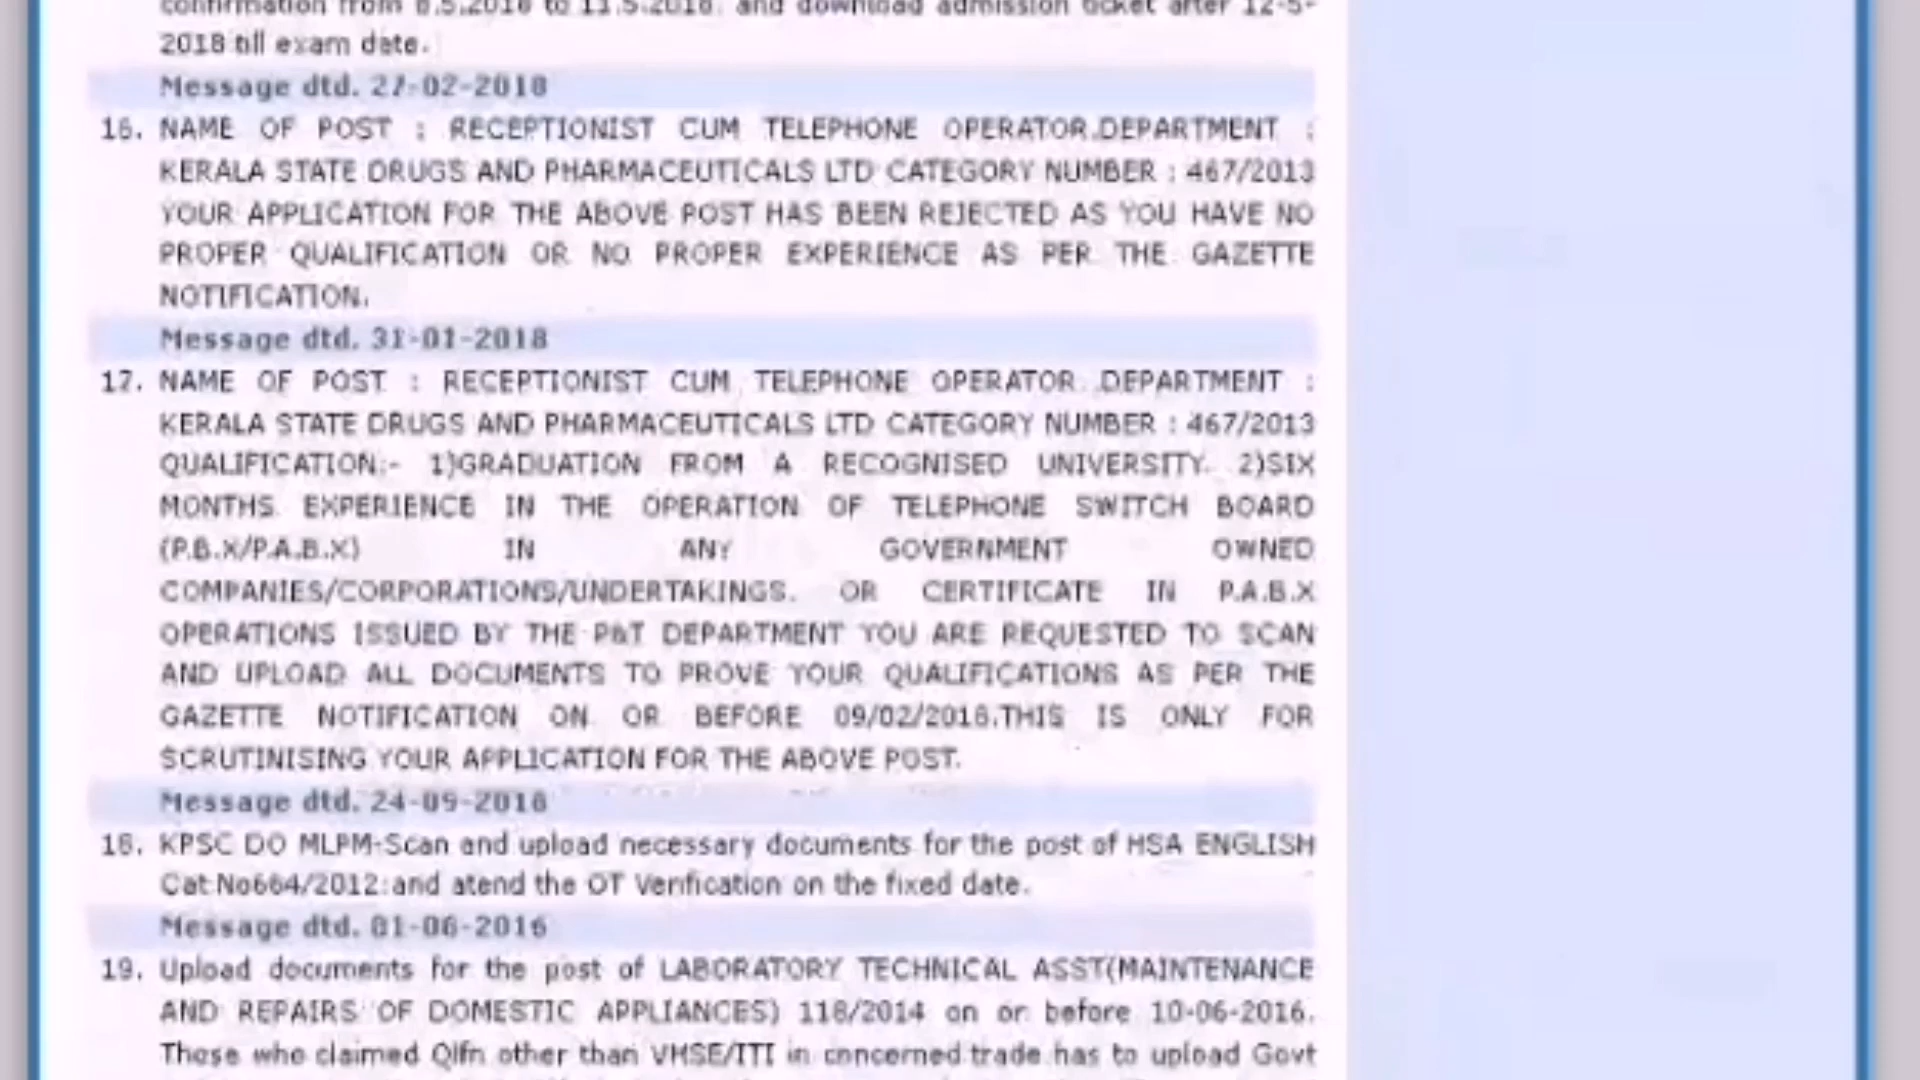 confirmation from 8.5.2018 to 11.5.2018. and download admission ticket after 12-5-
2018 till exam date.
Message dtd. 27-02-2018
16. NAME OF POST : RECEPTIONIST CUM TELEPHONE OPERATOR.DEPARTMENT :
KERALA STATE DRUGS AND PHARMACEUTICALS LTD CATEGORY NUMBER : 467/2013
YOUR APPLICATION FOR THE ABOVE POST HAS BEEN REJECTED AS YOU HAVE NO
PROPER QUALIFICATION OR NO PROPER EXPERIENCE AS PER THE GAZETTE
NOTIFICATION.
Message dtd. 31-01-2018
17. NAME OF POST : RECEPTIONIST CUM TELEPHONE OPERATOR .DEPARTMENT :
KERALA STATE DRUGS AND PHARMACEUTICALS LTD CATEGORY NUMBER : 467/2013
QUALIFICATION:- 1)GRADUATION FROM A RECOGNISED UNIVERSITY. 2)SIX
MONTHS EXPERIENCE IN THE OPERATION OF TELEPHONE SWITCH BOARD
(P.B.X/P.A.B.X) IN ANY GOVERNMENT OWNED
COMPANIES/CORPORATIONS/UNDERTAKINGS. OR CERTIFICATE IN P.A.B.X
OPERATIONS ISSUED BY THE P&T DEPARTMENT YOU ARE REQUESTED TO SCAN
AND UPLOAD ALL DOCUMENTS TO PROVE YOUR QUALIFICATIONS AS PER THE
GAZETTE NOTIFICATION ON OR BEFORE 09/02/2018.THIS IS ONLY FOR
SCRUTINISING YOUR APPLICATION FOR THE ABOVE POST.
Message dtd.
18. KPSC DO MLPM-Scan and upload necessary documents for the post of HSA ENGLISH
Cat No664/2012 and atend the OT Verification on the fixed date.
Message dtd. 01-06-2016
19. Upload documents for the post of LABORATORY TECHNICAL ASST(MAINTENANCE
AND REPAIRS OF DOMESTIC APPLIANCES) 118/2014 on or before 10-06-2016.
Those who claimed Qlfn other than VHSE/ITI in concerned trade has to upload Govt